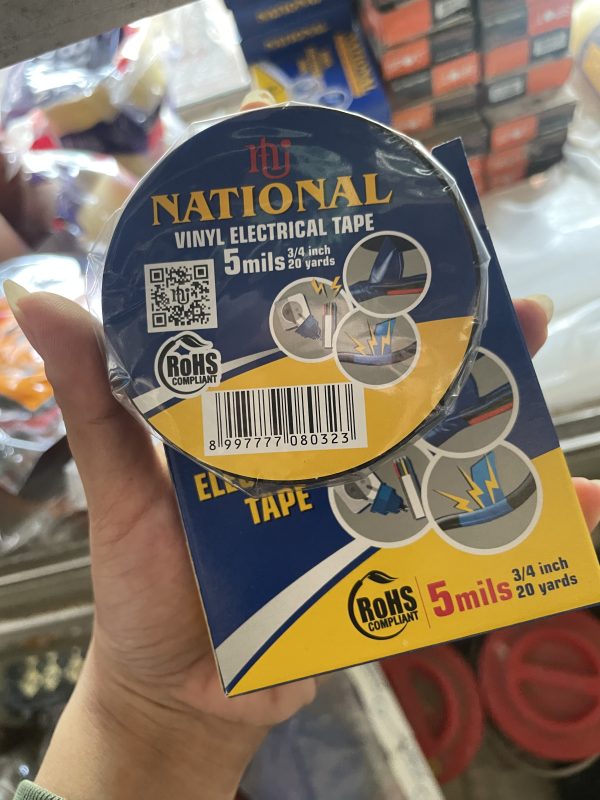 nhj
NATIONAL
VINYL ELECTRICAL TAPE
5mils 3/4 inch
20 yards
RoHS
COMPLIANT
8 997777 080323
TAPE
RoHS
COMPLIANT
5mils 3/4 inch
20 yards